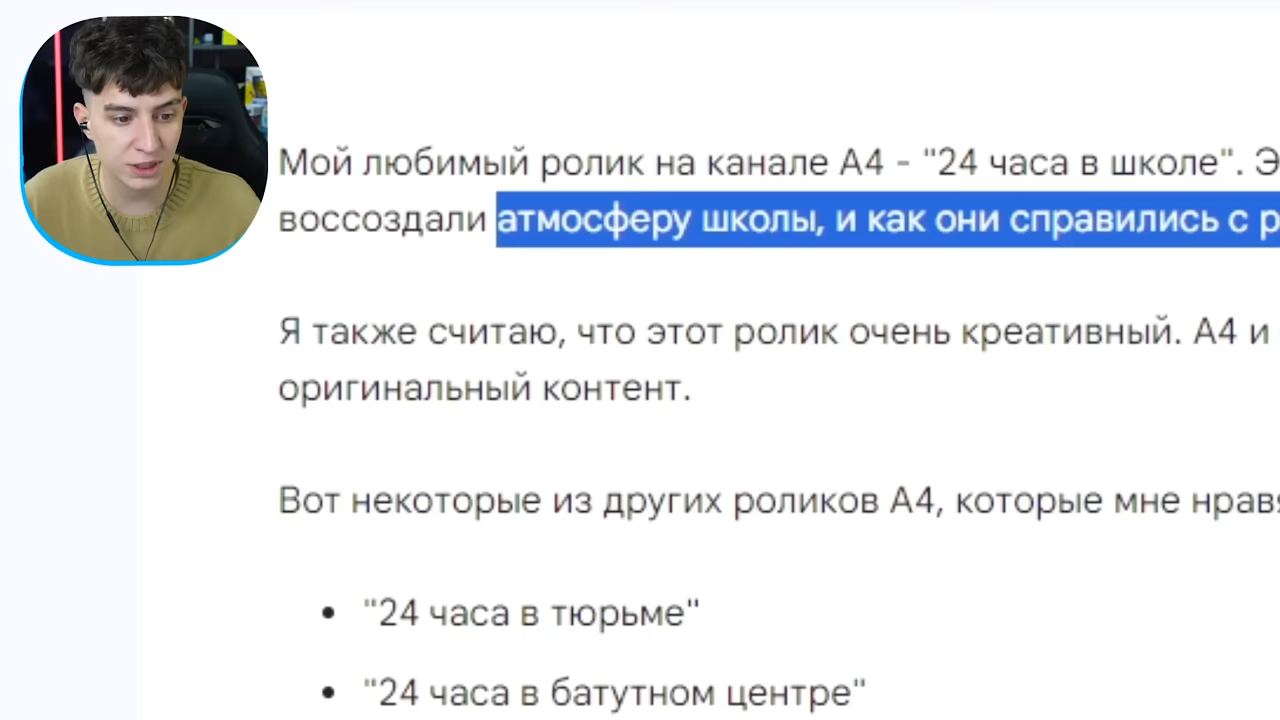 Мой любимый ролик на канале А4 - "24 часа в школе". Э
воссоздали атмосферу школы, и как они справились с р
Я также считаю, что этот ролик очень креативный. А4 и
оригинальный контент.
Вот некоторые из других роликов А4, которые мне нравя
"24 часа в тюрьме"
"24 часа в батутном центре"